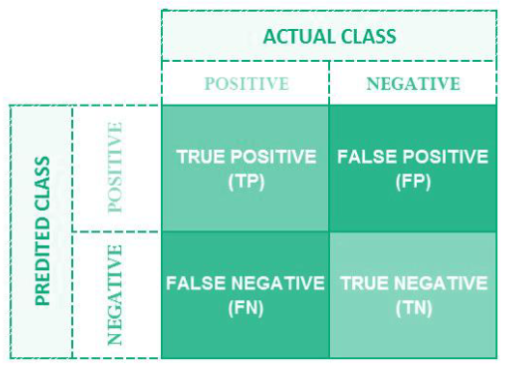 ACTUAL CLASS
POSITIVE NEGATIVE
PREDITED CLASS
POSITIVE
TRUE POSITIVE
(TP)
FALSE POSITIVE
(FP)
NEGATIVE
FALSE NEGATIVE
(FN)
TRUE NEGATIVE
(TN)